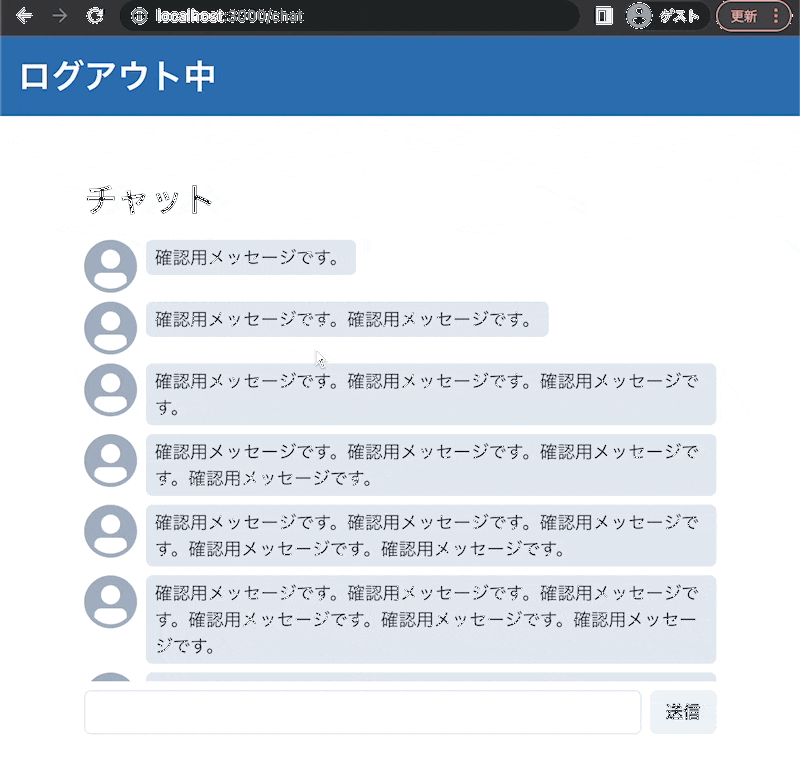 localhost:3000/chat
ゲスト
更新
ログアウト中
チャット
確認用メッセージです。
確認用メッセージです。確認用メッセージです。
確認用メッセージです。確認用メッセージです。確認用メッセージで
す。
確認用メッセージです。確認用メッセージです。確認用メッセージで
す。確認用メッセージです。
確認用メッセージです。確認用メッセージです。確認用メッセージで
す。確認用メッセージです。確認用メッセージです。
確認用メッセージです。確認用メッセージです。確認用メッセージで
す。確認用メッセージです。確認用メッセージです。確認用メッセー
ジです。
送信